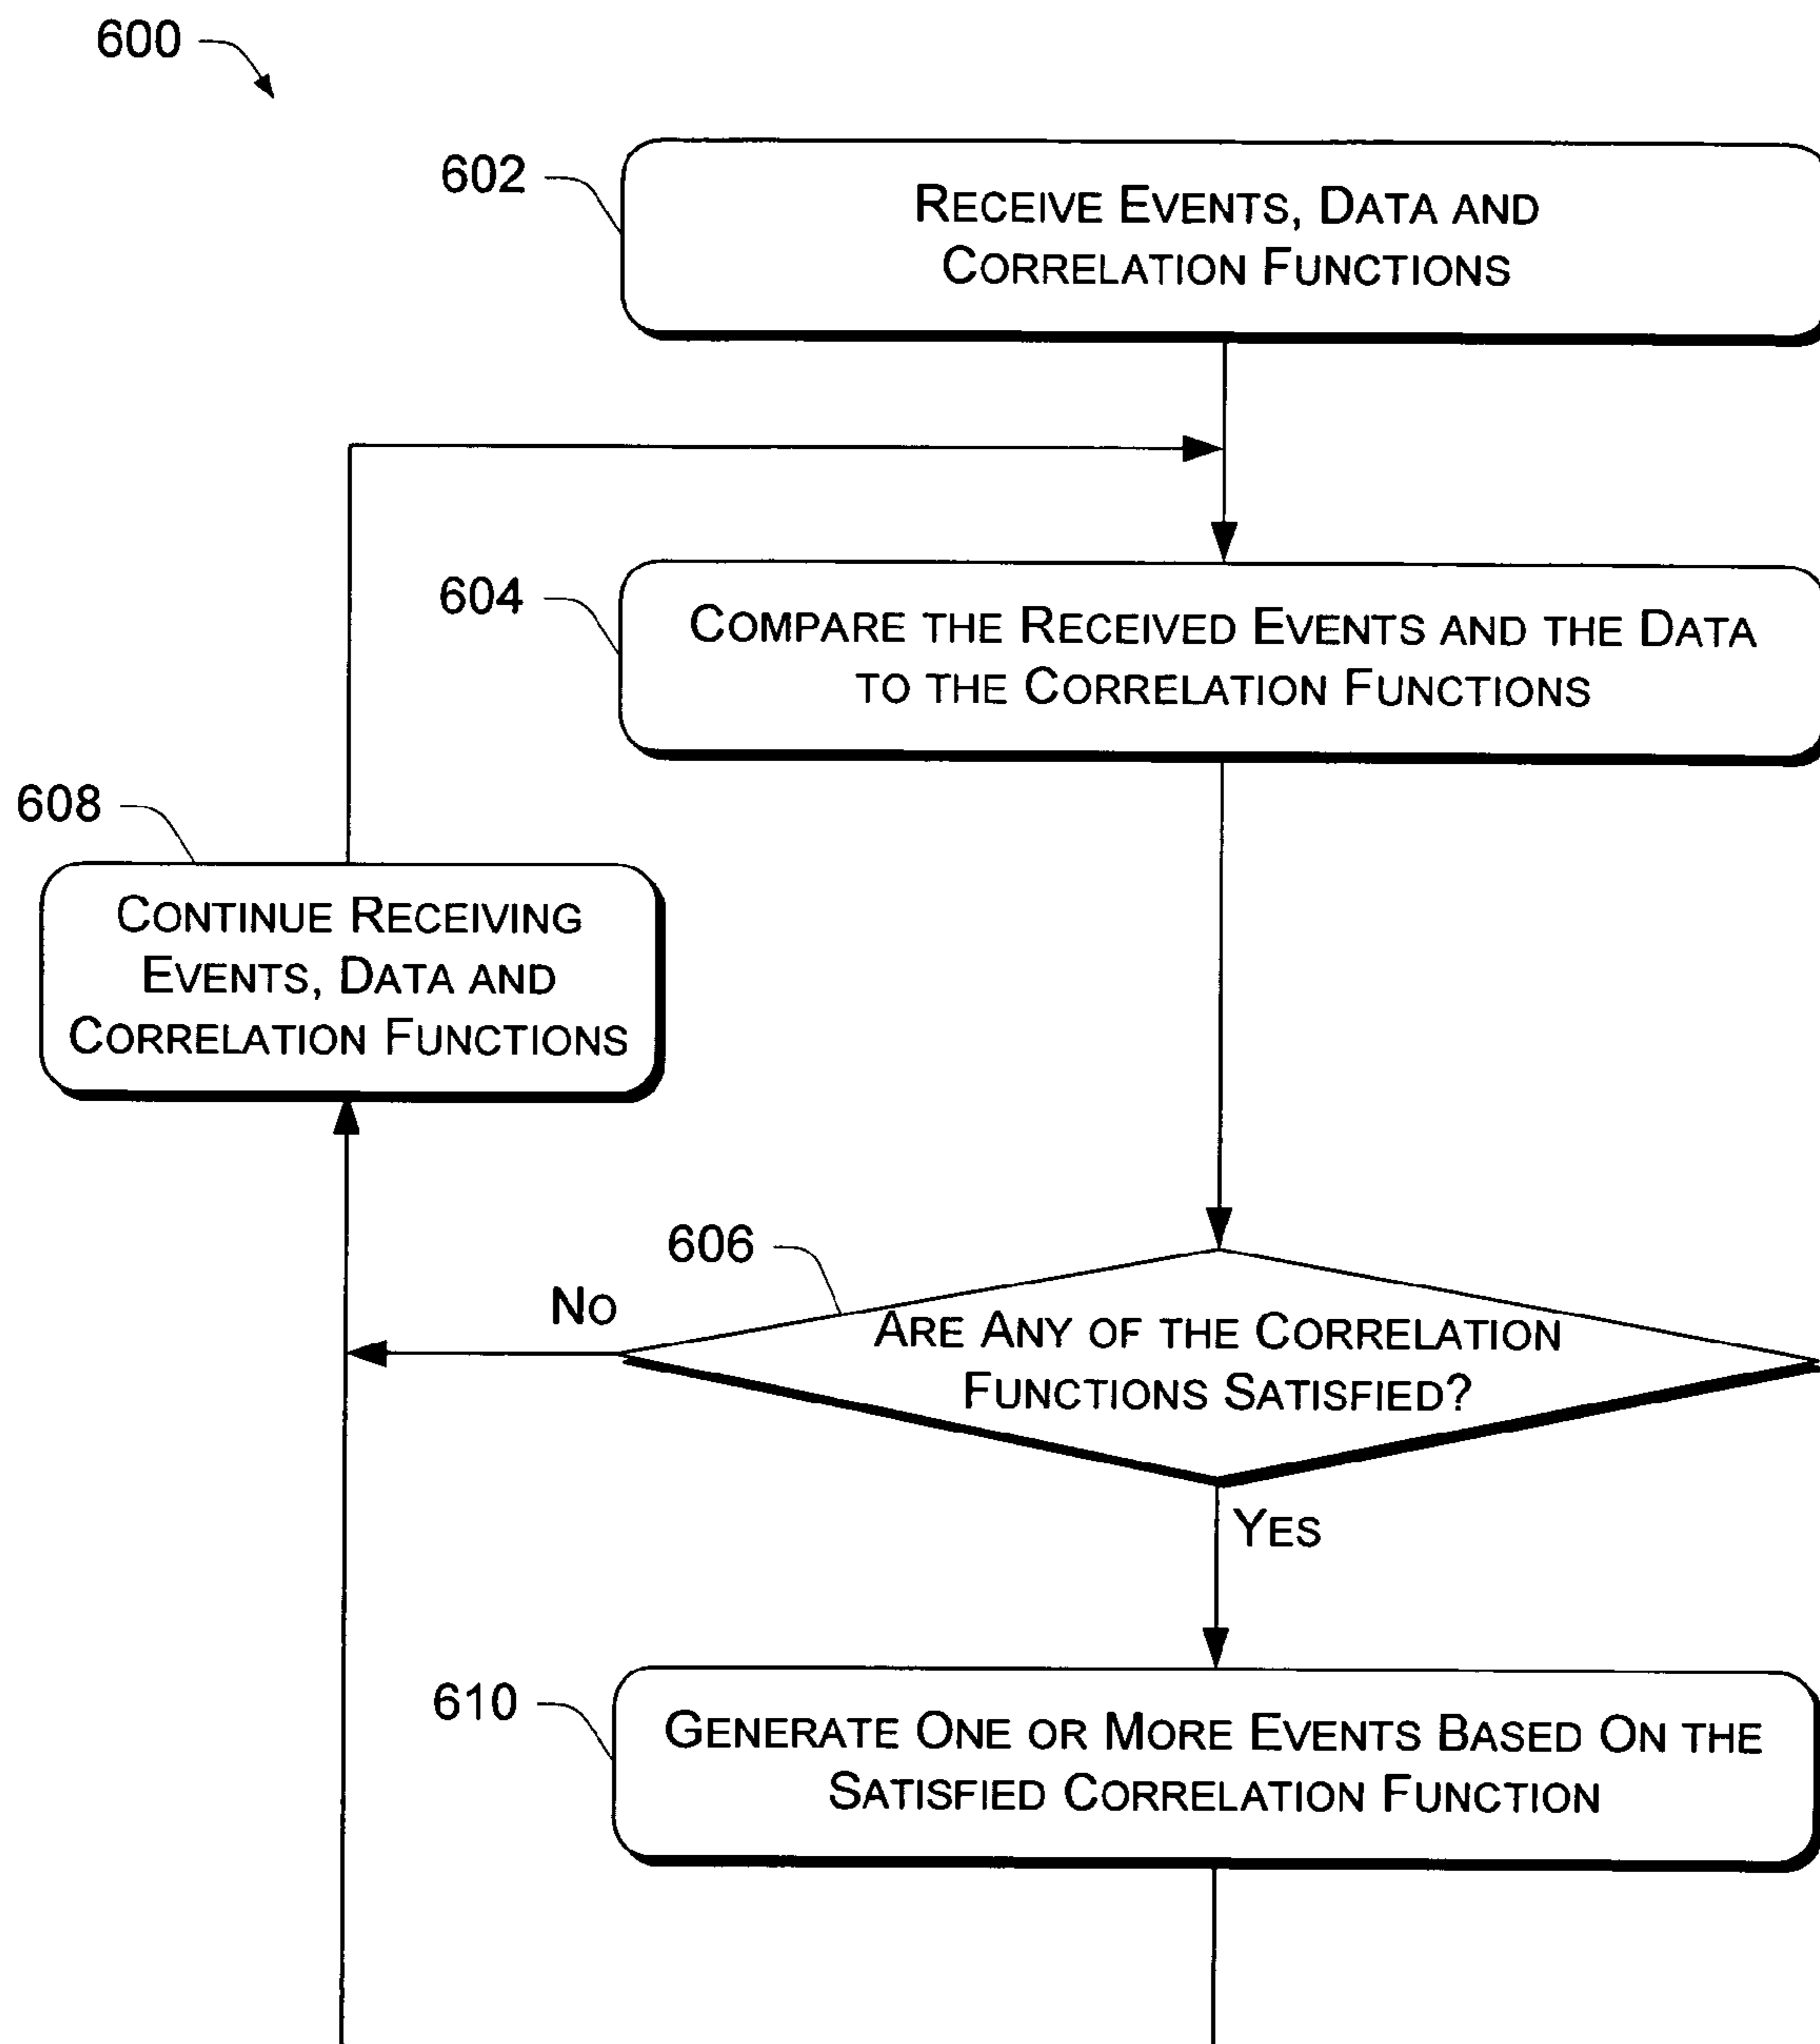 600
602
RECEIVE EVENTS, DATA AND
CORRELATION FUNCTIONS
604
COMPARE THE RECEIVED EVENTS AND THE DATA
TO THE CORRELATION FUNCTIONS
608
CONTINUE RECEIVING
EVENTS, DATA AND
CORRELATION FUNCTIONS
606
NO
ARE ANY OF THE CORRELATION
FUNCTIONS SATISFIED?
YES
610
GENERATE ONE OR MORE EVENTS BASED ON THE
SATISFIED CORRELATION FUNCTION